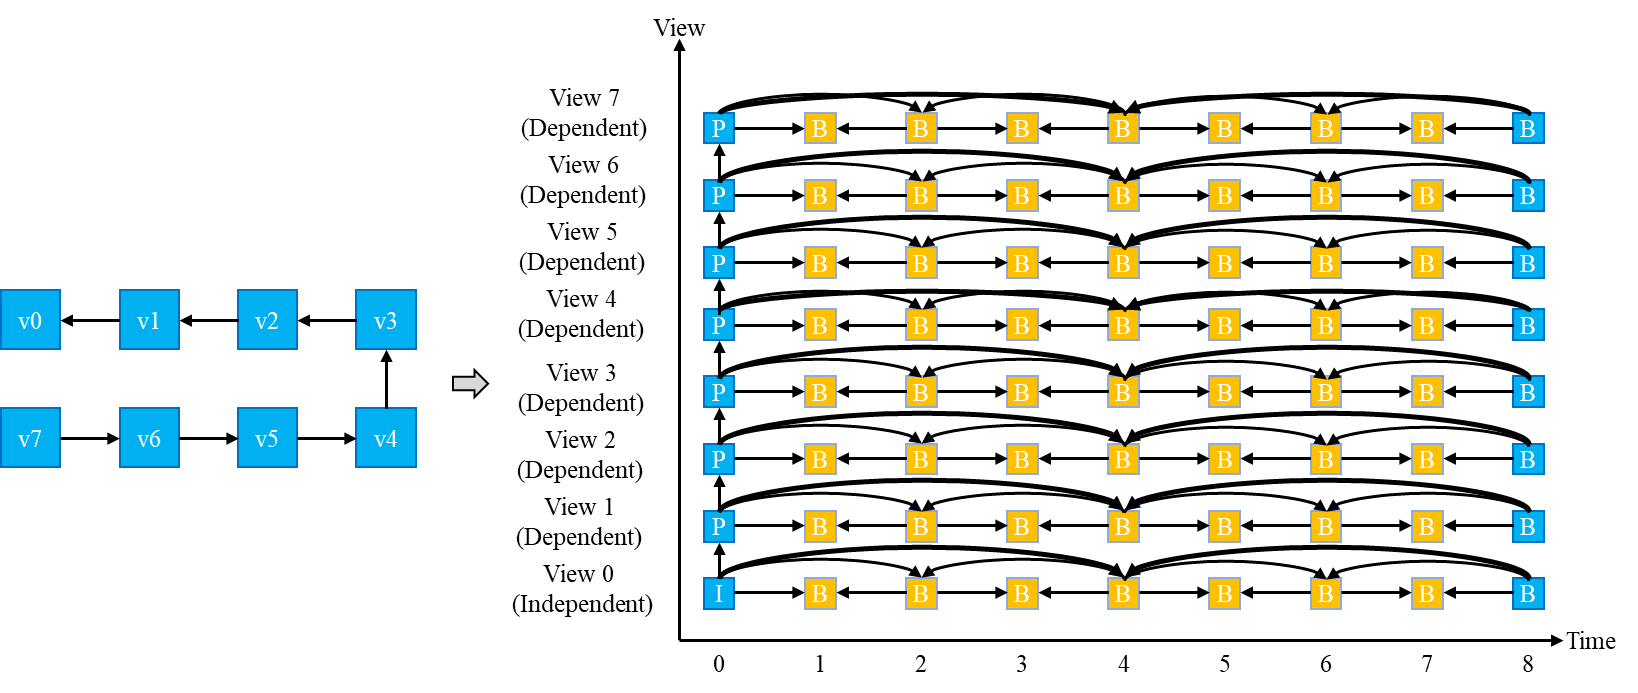 View
View 7
(Dependent)
P B B B B B B B B
View 6
(Dependent)
P B B B B B B B B
View 5
(Dependent)
P B B B B B B B B
View 4
(Dependent)
P B B B B B B B B
v0 v1 v2 v3
View 3
(Dependent)
P B B B B B B B B
v7 v6 v5 v4
View 2
(Dependent)
P B B B B B B B B
View 1
(Dependent)
P B B B B B B B B
View 0
(Independent)
I B B B B B B B B
Time
0 1 2 3 4 5 6 7 8